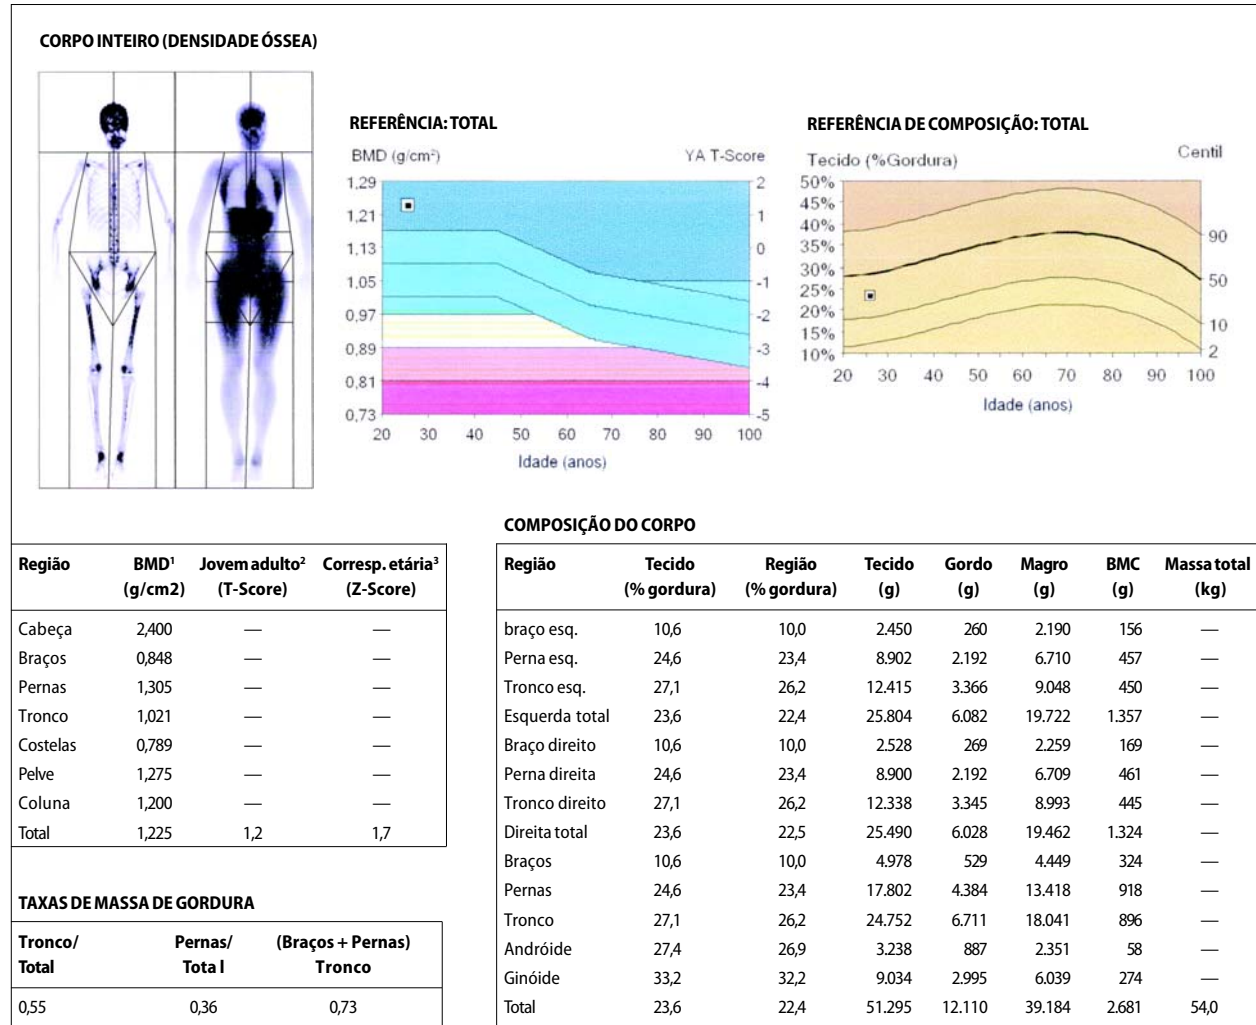 CORPO INTEIRO (DENSIDADE ÓSSEA)
REFERÊNCIA: TOTAL
BMD (g/cm²) YA T-Score
1,29 2
1,21 1
1,13 0
1,05 -1
0,97 -2
0,89 -3
0,81 -4
0,73 -5
20 30 40 50 60 70 80 90 100
Idade (anos)
REFERÊNCIA DE COMPOSIÇÃO: TOTAL
Tecido (%Gordura) Centil
50%
45%
40%
35% 90
30%
25% 50
20%
15% 10
10% 2
20 30 40 50 60 70 80 90 100
Idade (anos)
Região BMD¹ Jovem adulto² Corresp. etária³
(g/cm2) (T-Score) (Z-Score)
Cabeça 2,400 — —
Braços 0,848 — —
Pernas 1,305 — —
Tronco 1,021 — —
Costelas 0,789 — —
Pelve 1,275 — —
Coluna 1,200 — —
Total 1,225 1,2 1,7
TAXAS DE MASSA DE GORDURA
Tronco/ Pernas/ (Braços + Pernas)
Total Tota l Tronco
0,55 0,36 0,73
COMPOSIÇÃO DO CORPO
Região Tecido Região Tecido Gordo Magro BMC Massa total
(% gordura) (% gordura) (g) (g) (g) (g) (kg)
braço esq. 10,6 10,0 2.450 260 2.190 156 —
Perna esq. 24,6 23,4 8.902 2.192 6.710 457 —
Tronco esq. 27,1 26,2 12.415 3.366 9.048 450 —
Esquerda total 23,6 22,4 25.804 6.082 19.722 1.357 —
Braço direito 10,6 10,0 2.528 269 2.259 169 —
Perna direita 24,6 23,4 8.900 2.192 6.709 461 —
Tronco direito 27,1 26,2 12.338 3.345 8.993 445 —
Direita total 23,6 22,5 25.490 6.028 19.462 1.324 —
Braços 10,6 10,0 4.978 529 4.449 324 —
Pernas 24,6 23,4 17.802 4.384 13.418 918 —
Tronco 27,1 26,2 24.752 6.711 18.041 896 —
Andróide 27,4 26,9 3.238 887 2.351 58 —
Ginóide 33,2 32,2 9.034 2.995 6.039 274 —
Total 23,6 22,4 51.295 12.110 39.184 2.681 54,0